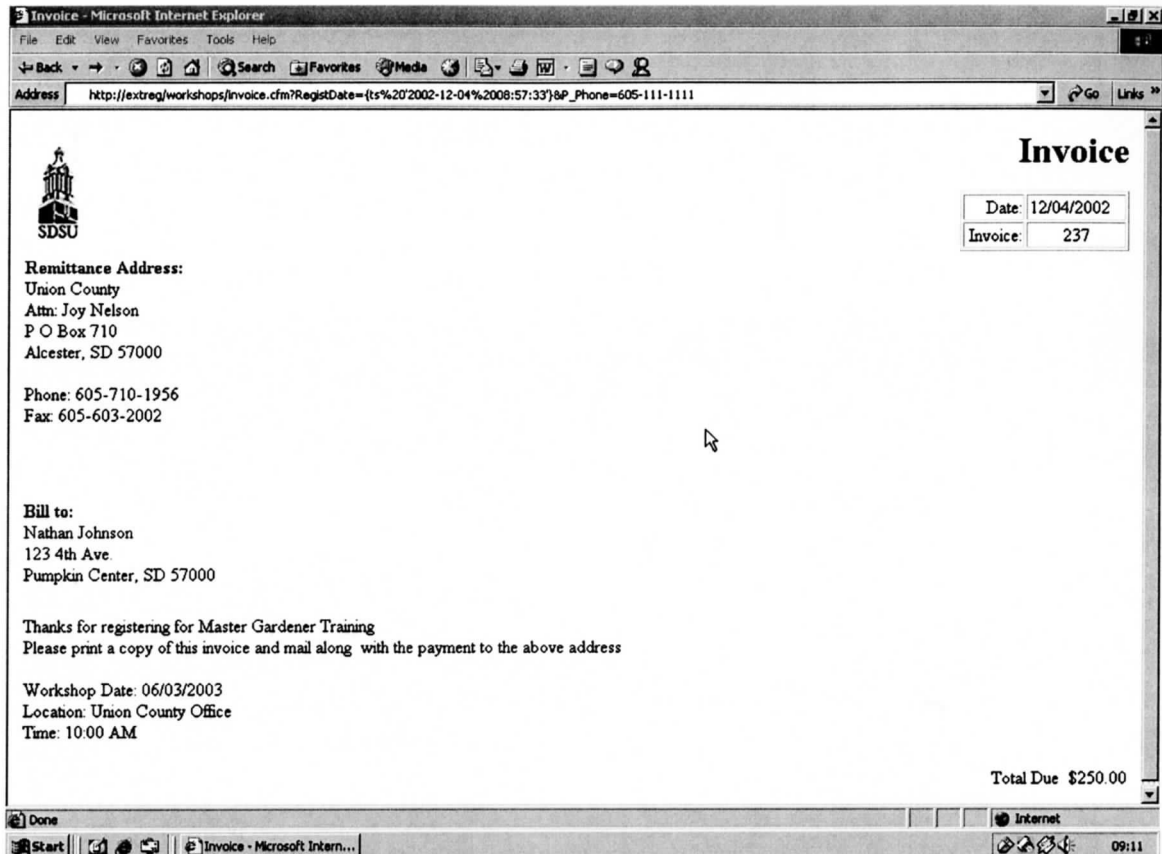 Invoice - Microsoft Internet Explorer
File Edit View Favorites Tools Help
Back Search Favorites Media
Address http://extreg/workshops/invoice.cfm?RegistDate={ts%20'2002-12-04%2008:57:33'}&P_Phone=605-111-1111 Go Links »
Invoice
SDSU
Date: 12/04/2002
Invoice: 237
Remittance Address:
Union County
Attn: Joy Nelson
P O Box 710
Alcester, SD 57000
Phone: 605-710-1956
Fax: 605-603-2002
Bill to:
Nathan Johnson
123 4th Ave.
Pumpkin Center, SD 57000
Thanks for registering for Master Gardener Training
Please print a copy of this invoice and mail along with the payment to the above address
Workshop Date: 06/03/2003
Location: Union County Office
Time: 10:00 AM
Total Due $250.00
Done Internet
Start Invoice - Microsoft Intern... 09:11